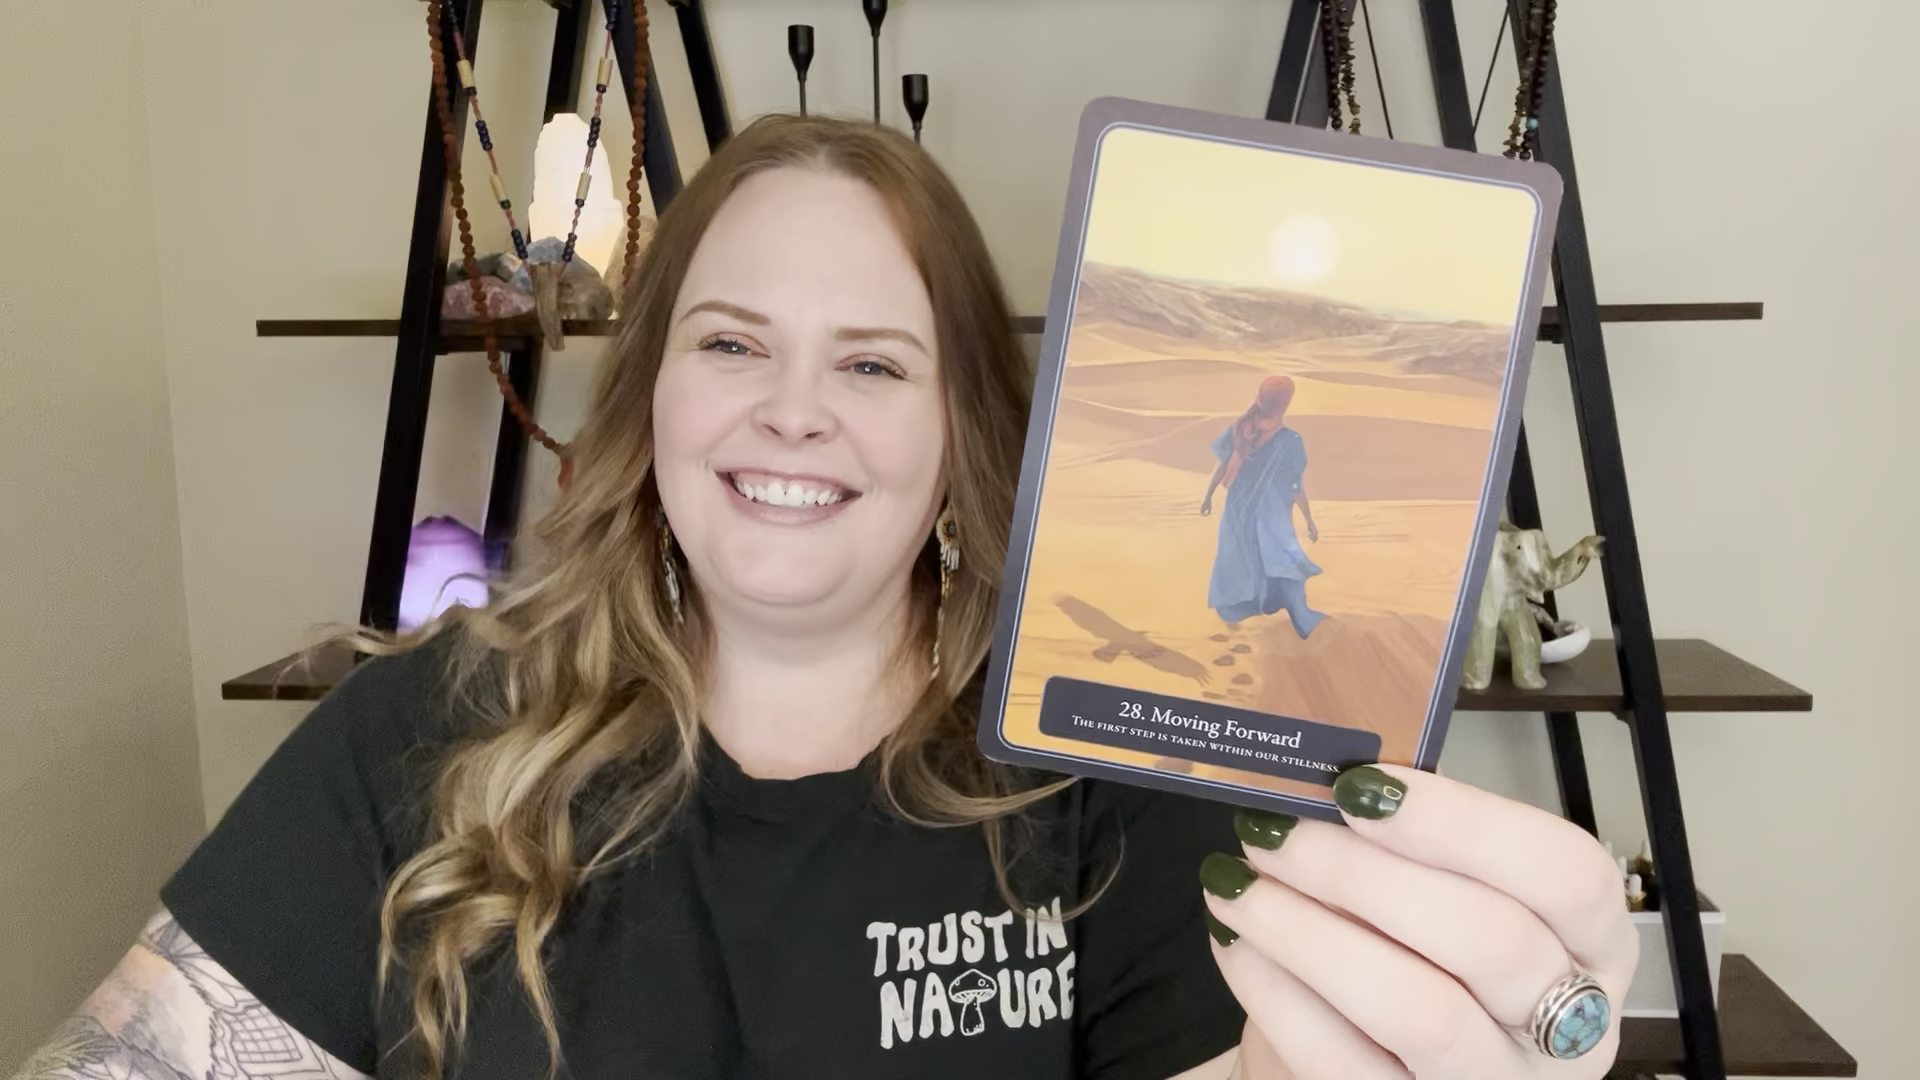 28. Moving Forward
The first step is taken within our stillness.
TRUST IN
NATURE